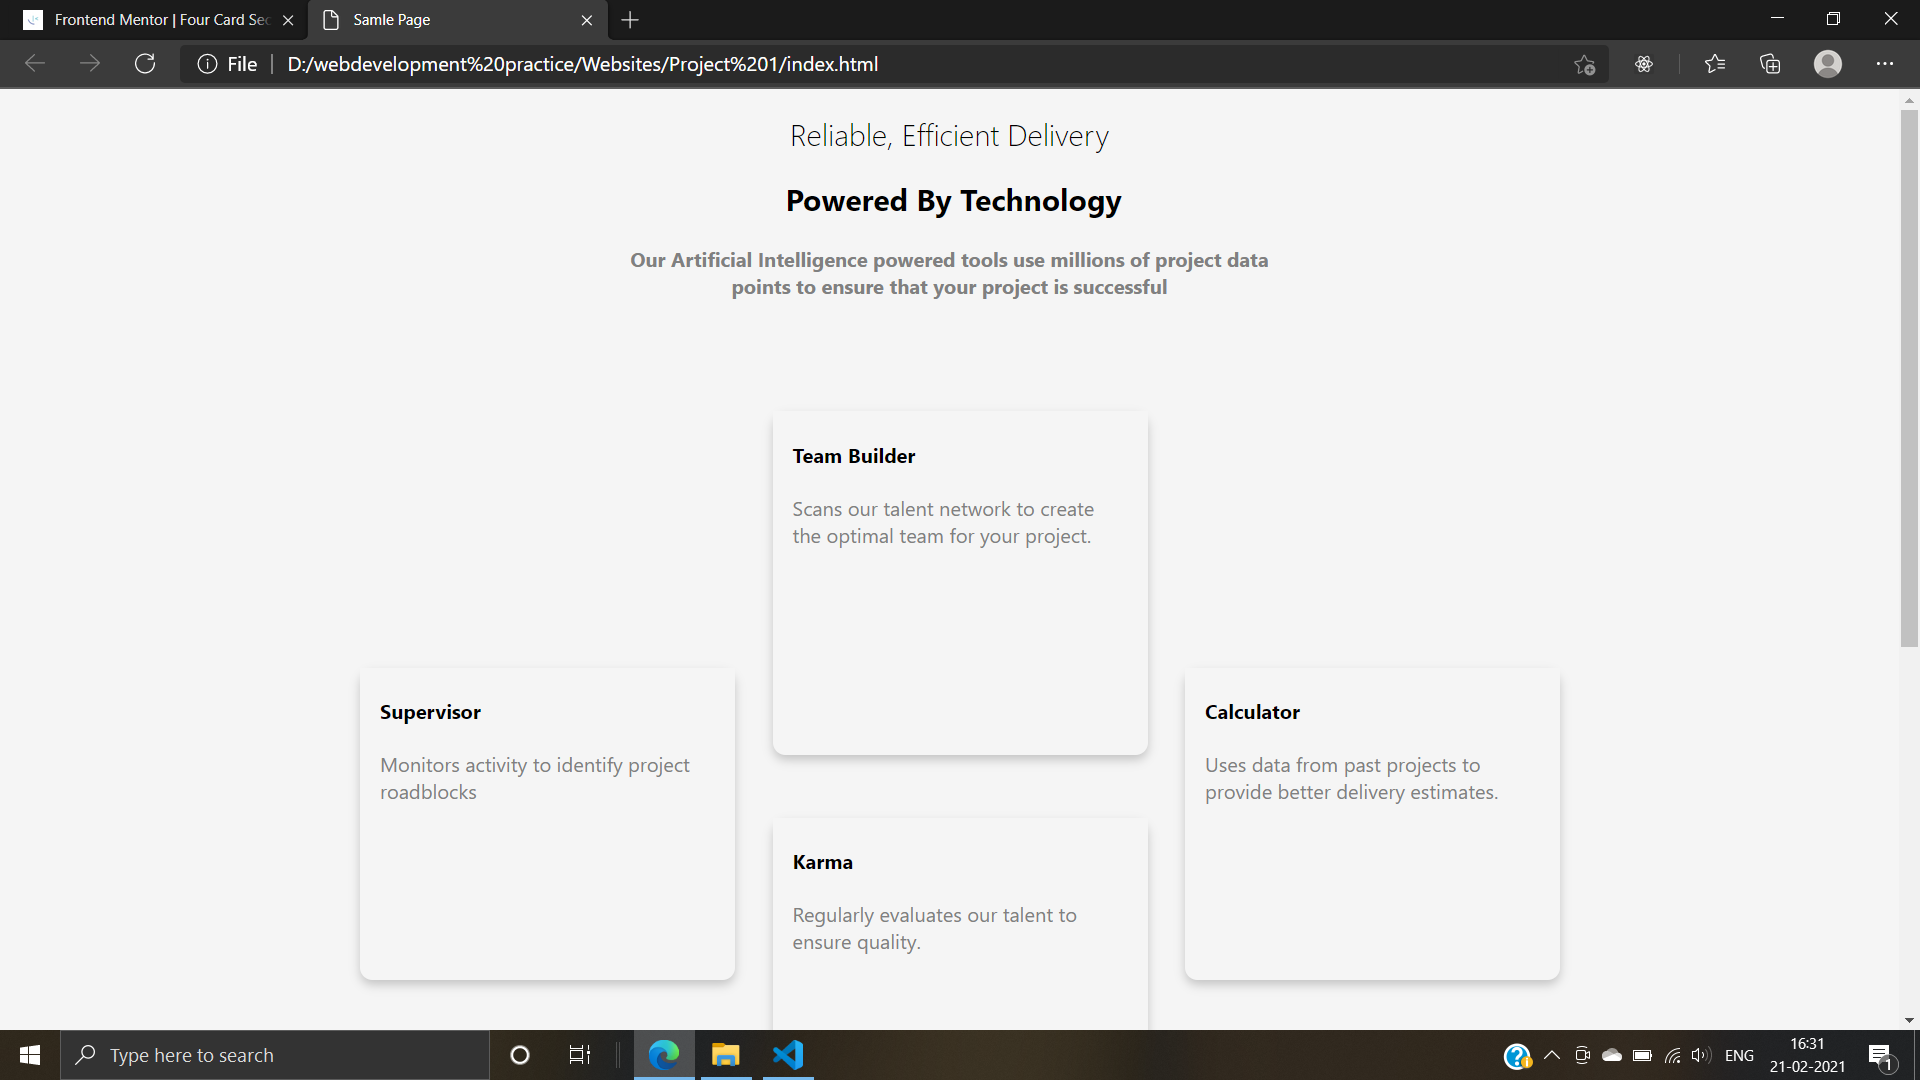 Frontend Mentor | Four Card Sec
Samle Page
File
D:/webdevelopment%20practice/Websites/Project%201/index.html
Reliable, Efficient Delivery
Powered By Technology
Our Artificial Intelligence powered tools use millions of project data
points to ensure that your project is successful
Team Builder
Scans our talent network to create
the optimal team for your project.
Supervisor
Monitors activity to identify project
roadblocks
Calculator
Uses data from past projects to
provide better delivery estimates.
Karma
Regularly evaluates our talent to
ensure quality.
Type here to search
ENG
16:31
21-02-2021
1